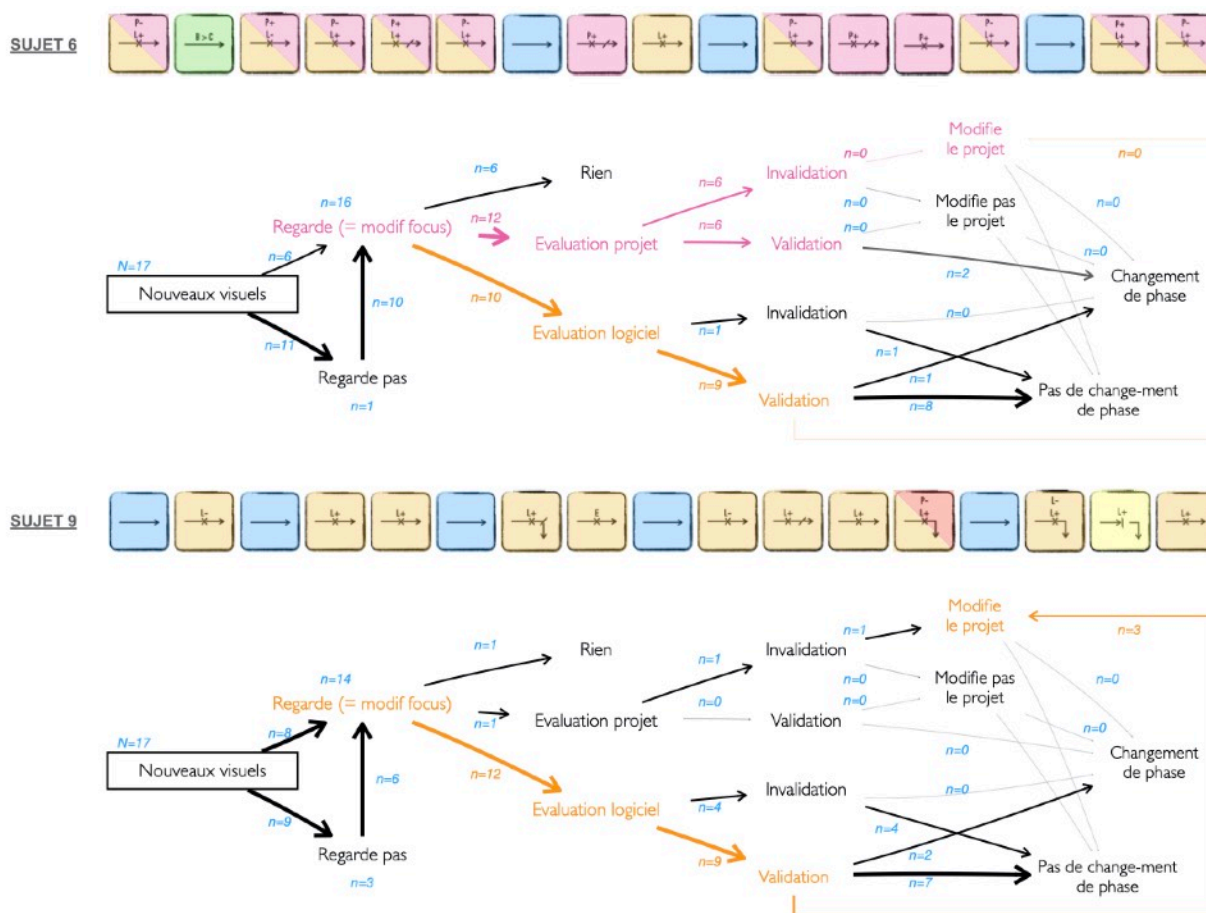 SUJET 6
P- L+
B > C
P+ L-
P- L+
P+ L+
P- L+
P+
L+
P- L+
P+
P+
P- L+
P+ L+
P- L+
Modifie
le projet
n=0
n=0
n=6
Rien
Invalidation
n=6
n=16
n=0
Modifie pas
le projet
n=0
n=12
Regarde (= modif focus)
Evaluation projet
n=6
Validation
n=0
n=0
N=17
n=6
n=2
Changement
de phase
Nouveaux visuels
n=10
n=10
Invalidation
n=0
Evaluation logiciel
n=1
n=11
n=1
Regarde pas
n=9
n=1
Pas de change-ment
de phase
n=1
Validation
n=8
SUJET 9
L-
L+
L+
L+
E
L-
L+
L+
P- L+
L- L+
L+
L+
Modifie
le projet
n=1
n=3
n=1
Rien
n=1
Invalidation
n=14
n=0
Modifie pas
le projet
n=0
Regarde (= modif focus)
n=1
Evaluation projet
n=0
Validation
n=0
n=0
N=17
n=8
n=0
Changement
de phase
Nouveaux visuels
n=6
n=12
Invalidation
n=0
n=9
Evaluation logiciel
n=4
n=4
Regarde pas
n=9
n=2
Pas de change-ment
de phase
n=3
Validation
n=7